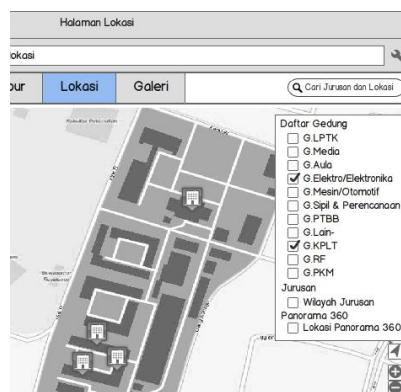 Halaman Lokasi
lokasi
our
Lokasi
Galeri
Cari Jurusan dan Lokasi
Daftar Gedung
G.LPTK
G.Media
G.Aula
G.Elektro/Elektronika
G.Mesin/Otomotif
G.Sipil & Perencanaan
G.PTBB
G.Lain-
G.KPLT
G.RF
G.PKM
Jurusan
Wilayah Jurusan
Panorama 360
Lokasi Panorama 360